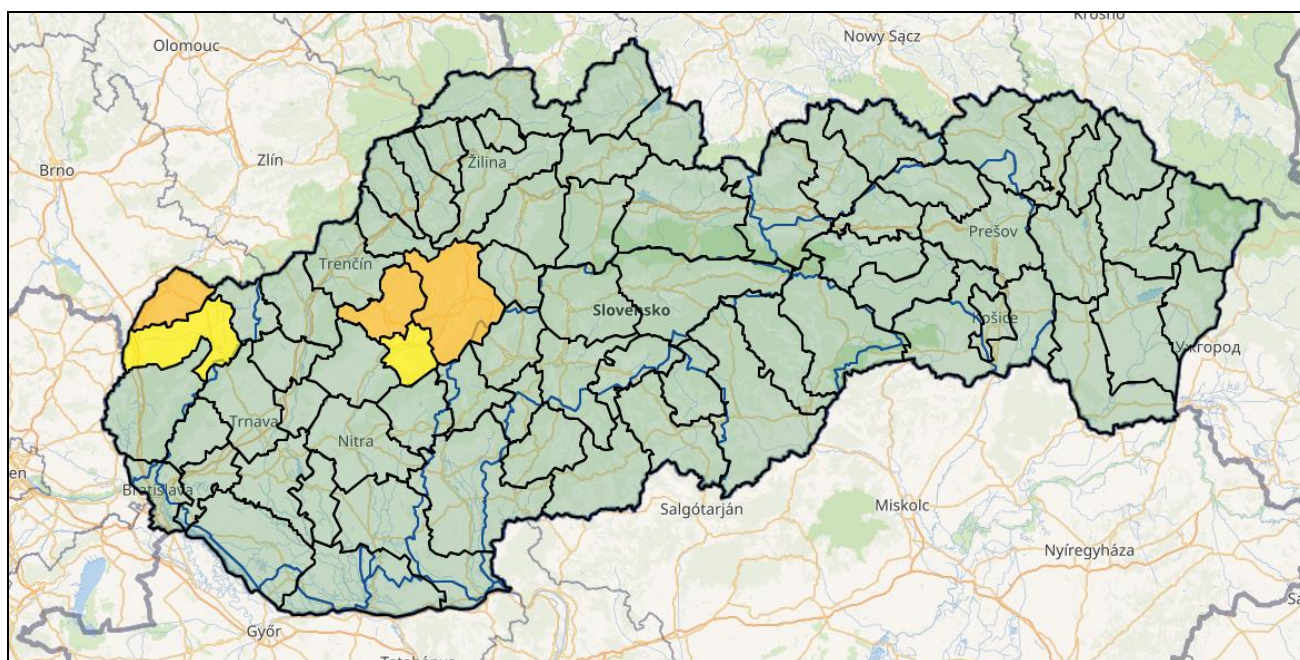 Krosno
Nowy Sącz
Olomouc
Brno
Zlín
Žilina
Trenčín
Prešov
Slovensko
Košice
Ужгород
Trnava
Nitra
Bratislava
Salgótarján
Miskolc
Nyíregyháza
Győr